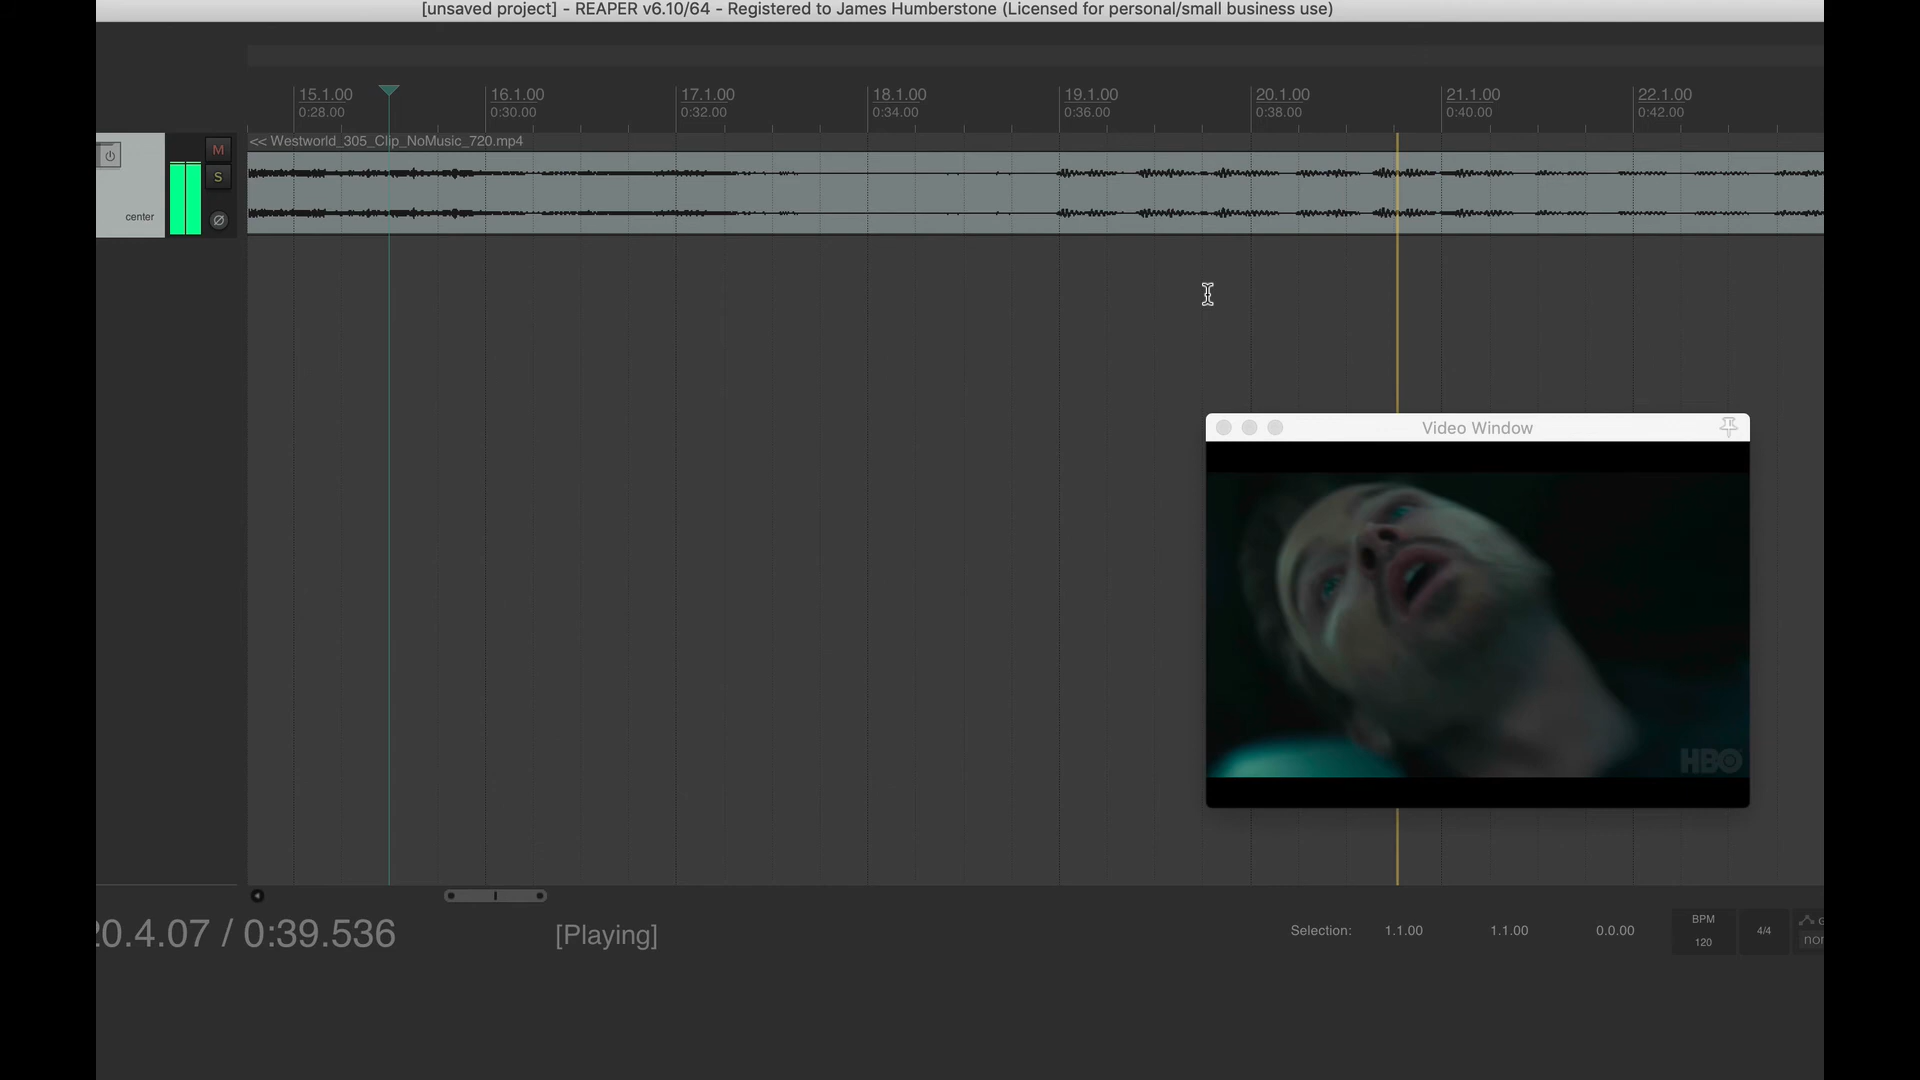 [unsaved project] - REAPER v6.10/64 - Registered to James Humberstone (Licensed for personal/small business use)
15.1.00 16.1.00 17.1.00 18.1.00 19.1.00 20.1.00 21.1.00 22.1.00
0:28.00 0:30.00 0:32.00 0:34.00 0:36.00 0:38.00 0:40.00 0:42.00
<< Westworld_305_Clip_NoMusic_720.mp4
M
S
center
Video Window
HBO
20.4.07 / 0:39.536
[Playing]
Selection: 1.1.00 1.1.00 0.0.00
BPM
120
4/4
G
nor